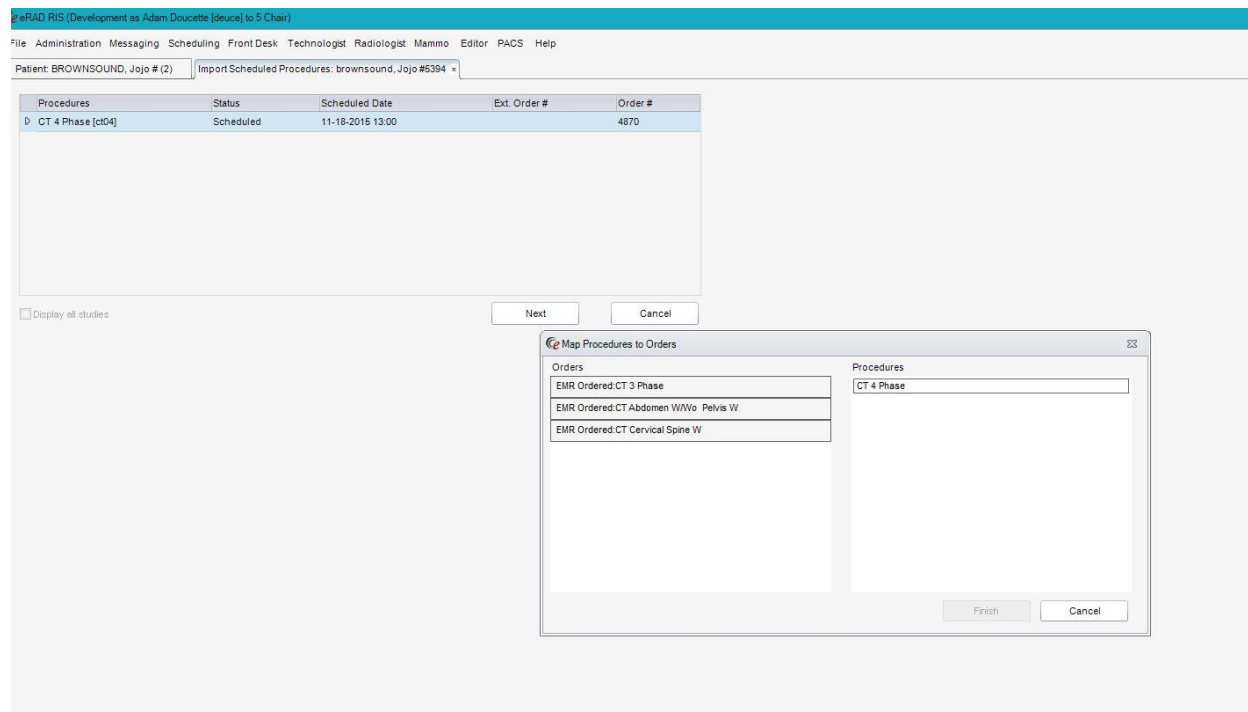 eRAD RIS (Development as Adam Doucette [deuce] to 5 Chair)
File Administration Messaging Scheduling Front Desk Technologist Radiologist Mammo Editor PACS Help
Patient: BROWNSOUND, Jojo # (2) Import Scheduled Procedures: brownsound, Jojo #5394 ×
Procedures Status Scheduled Date Ext. Order # Order #
CT 4 Phase [ct04] Scheduled 11-18-2015 13:00 4870
Display all studies Next Cancel
Map Procedures to Orders
Orders Procedures
EMR Ordered:CT 3 Phase CT 4 Phase
EMR Ordered:CT Abdomen W/Wo Pelvis W
EMR Ordered:CT Cervical Spine W
Finish Cancel